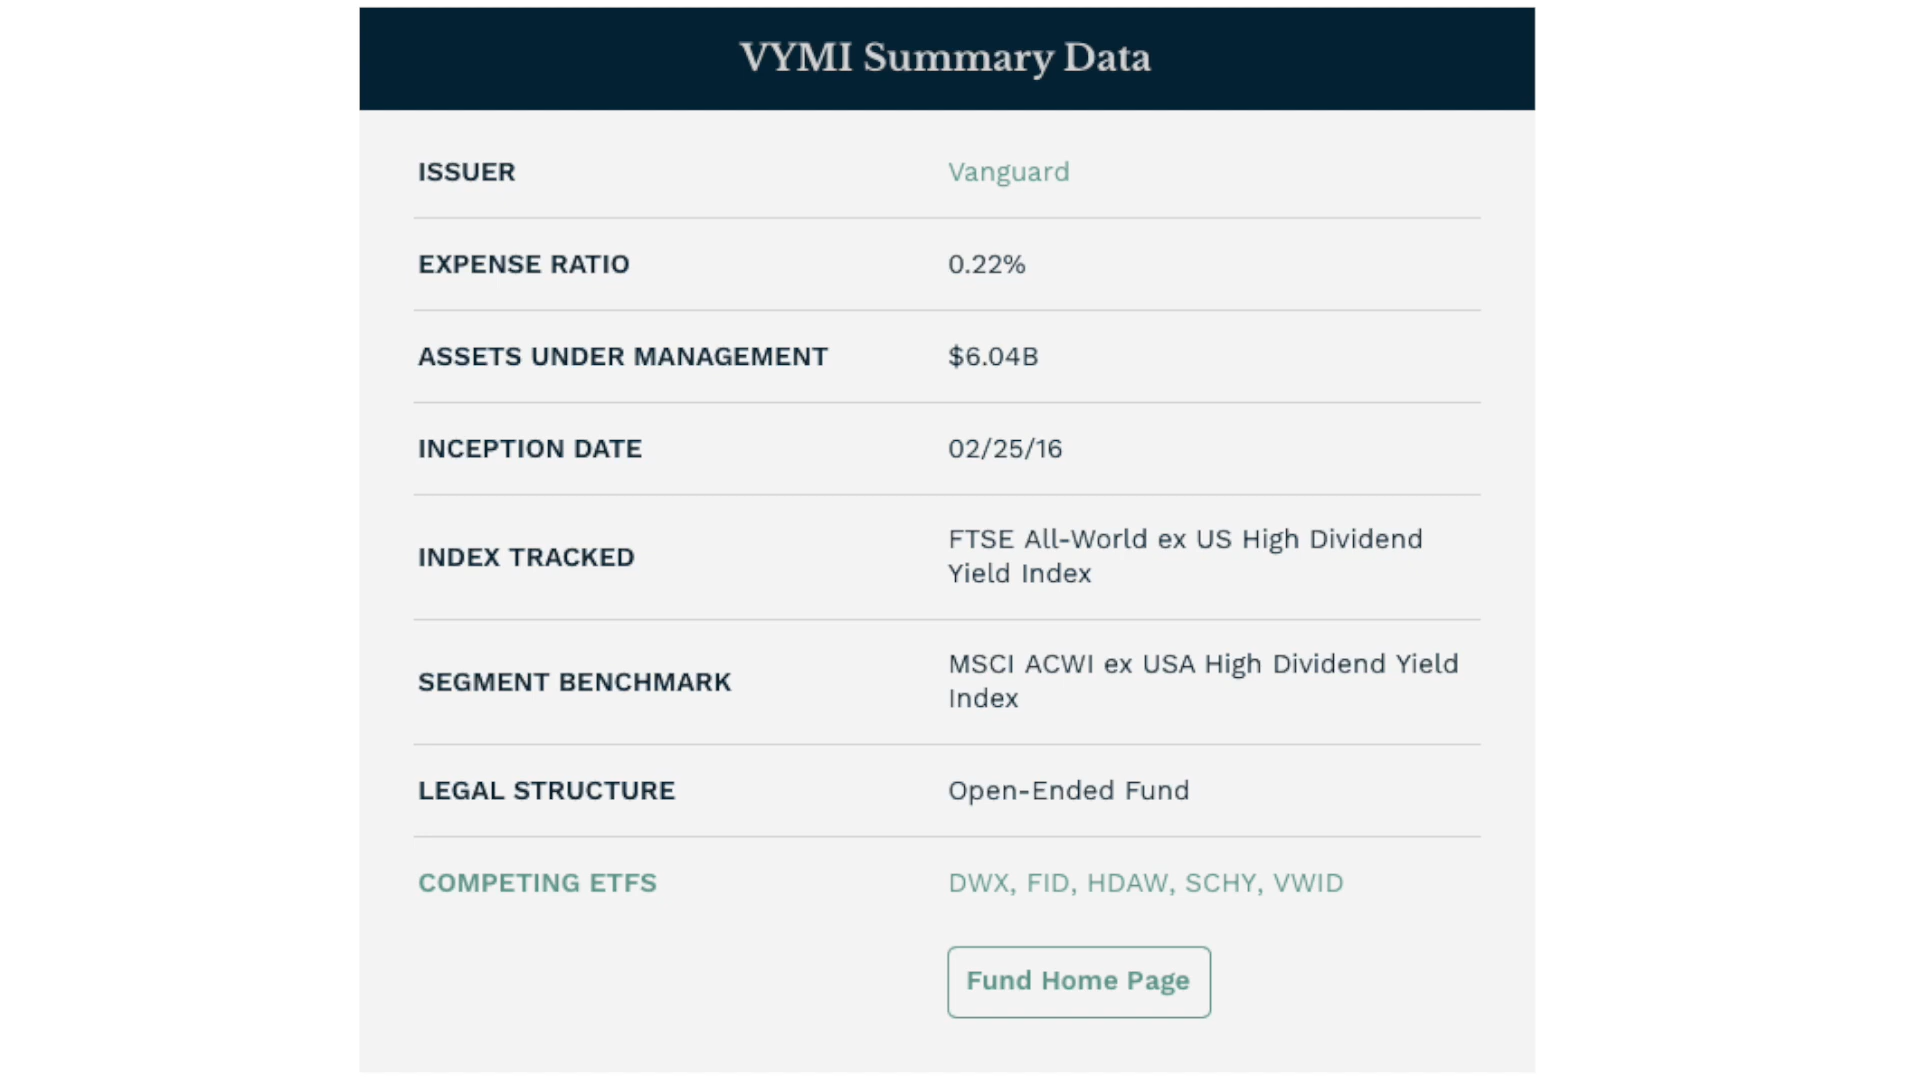 VYMI Summary Data
ISSUER
Vanguard
EXPENSE RATIO
0.22%
ASSETS UNDER MANAGEMENT
$6.04B
INCEPTION DATE
02/25/16
INDEX TRACKED
FTSE All-World ex US High Dividend
Yield Index
SEGMENT BENCHMARK
MSCI ACWI ex USA High Dividend Yield
Index
LEGAL STRUCTURE
Open-Ended Fund
COMPETING ETFS
DWX, FID, HDAW, SCHY, VWID
Fund Home Page